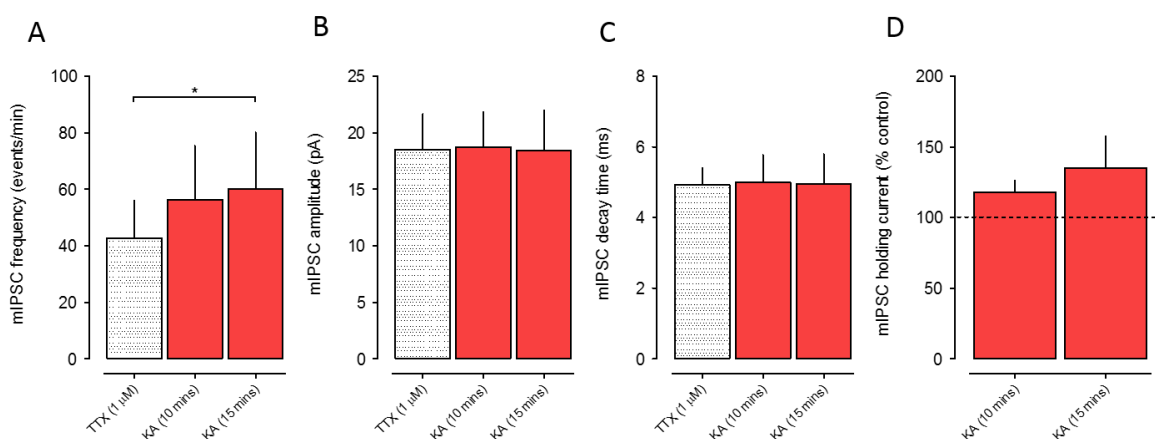 A
mIPSC frequency (events/min)
100
80
60
40
20
0
*
TTX (1 μM)
KA (10 mins)
KA (15 mins)
B
mIPSC amplitude (pA)
25
20
15
10
5
0
TTX (1 μM)
KA (10 mins)
KA (15 mins)
C
mIPSC decay time (ms)
8
6
4
2
0
TTX (1 μM)
KA (10 mins)
KA (15 mins)
D
mIPSC holding current (% control)
200
150
100
50
0
KA (10 mins)
KA (15 mins)